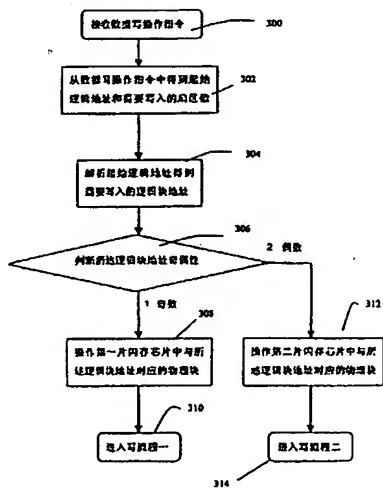 接收数据写操作指令
300
从数据写操作指令中得到起始
逻辑地址和需要写入的扇区数
302
解析起始逻辑地址得到
需要写入的逻辑块地址
304
判断所述逻辑块地址奇偶性
306
2 偶数
1 奇数
操作第一片闪存芯片中与所
述逻辑块地址对应的物理块
308
操作第二片闪存芯片中与所
述逻辑块地址对应的物理块
312
进入写流程一
310
进入写流程二
314